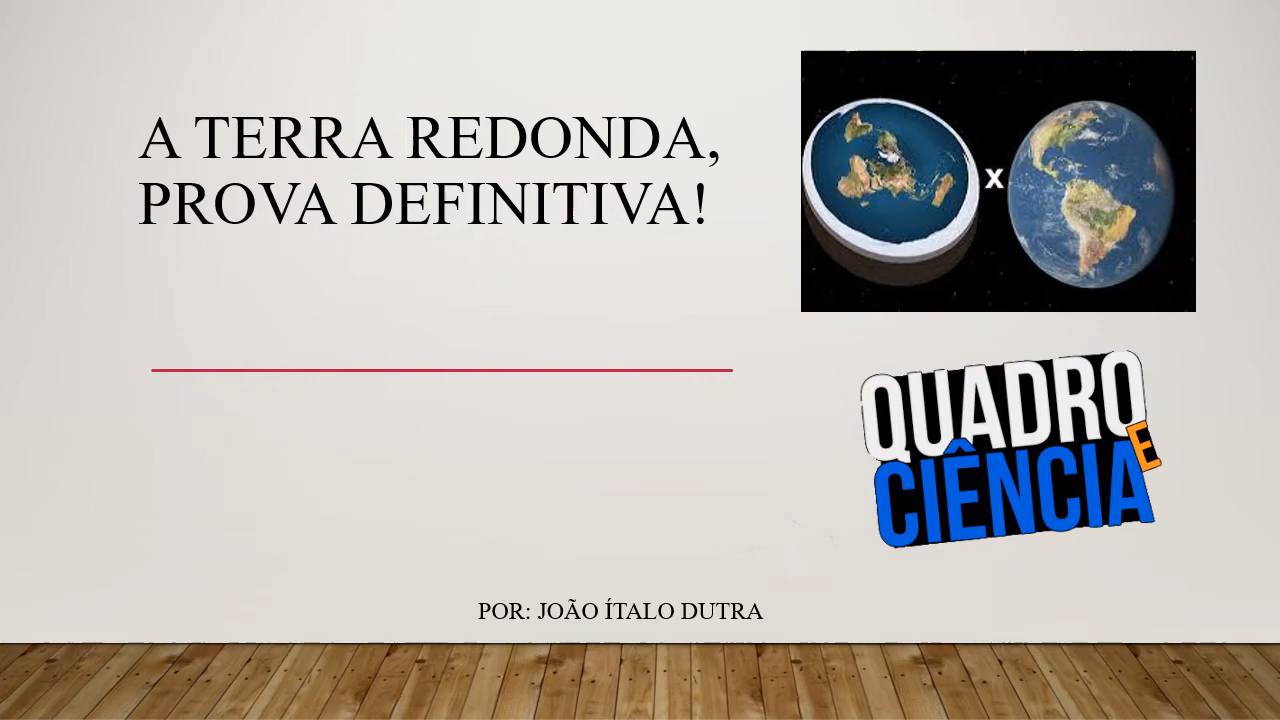 A TERRA REDONDA,
PROVA DEFINITIVA!
X
QUADRO
E
CIÊNCIA
POR: JOÃO ÍTALO DUTRA